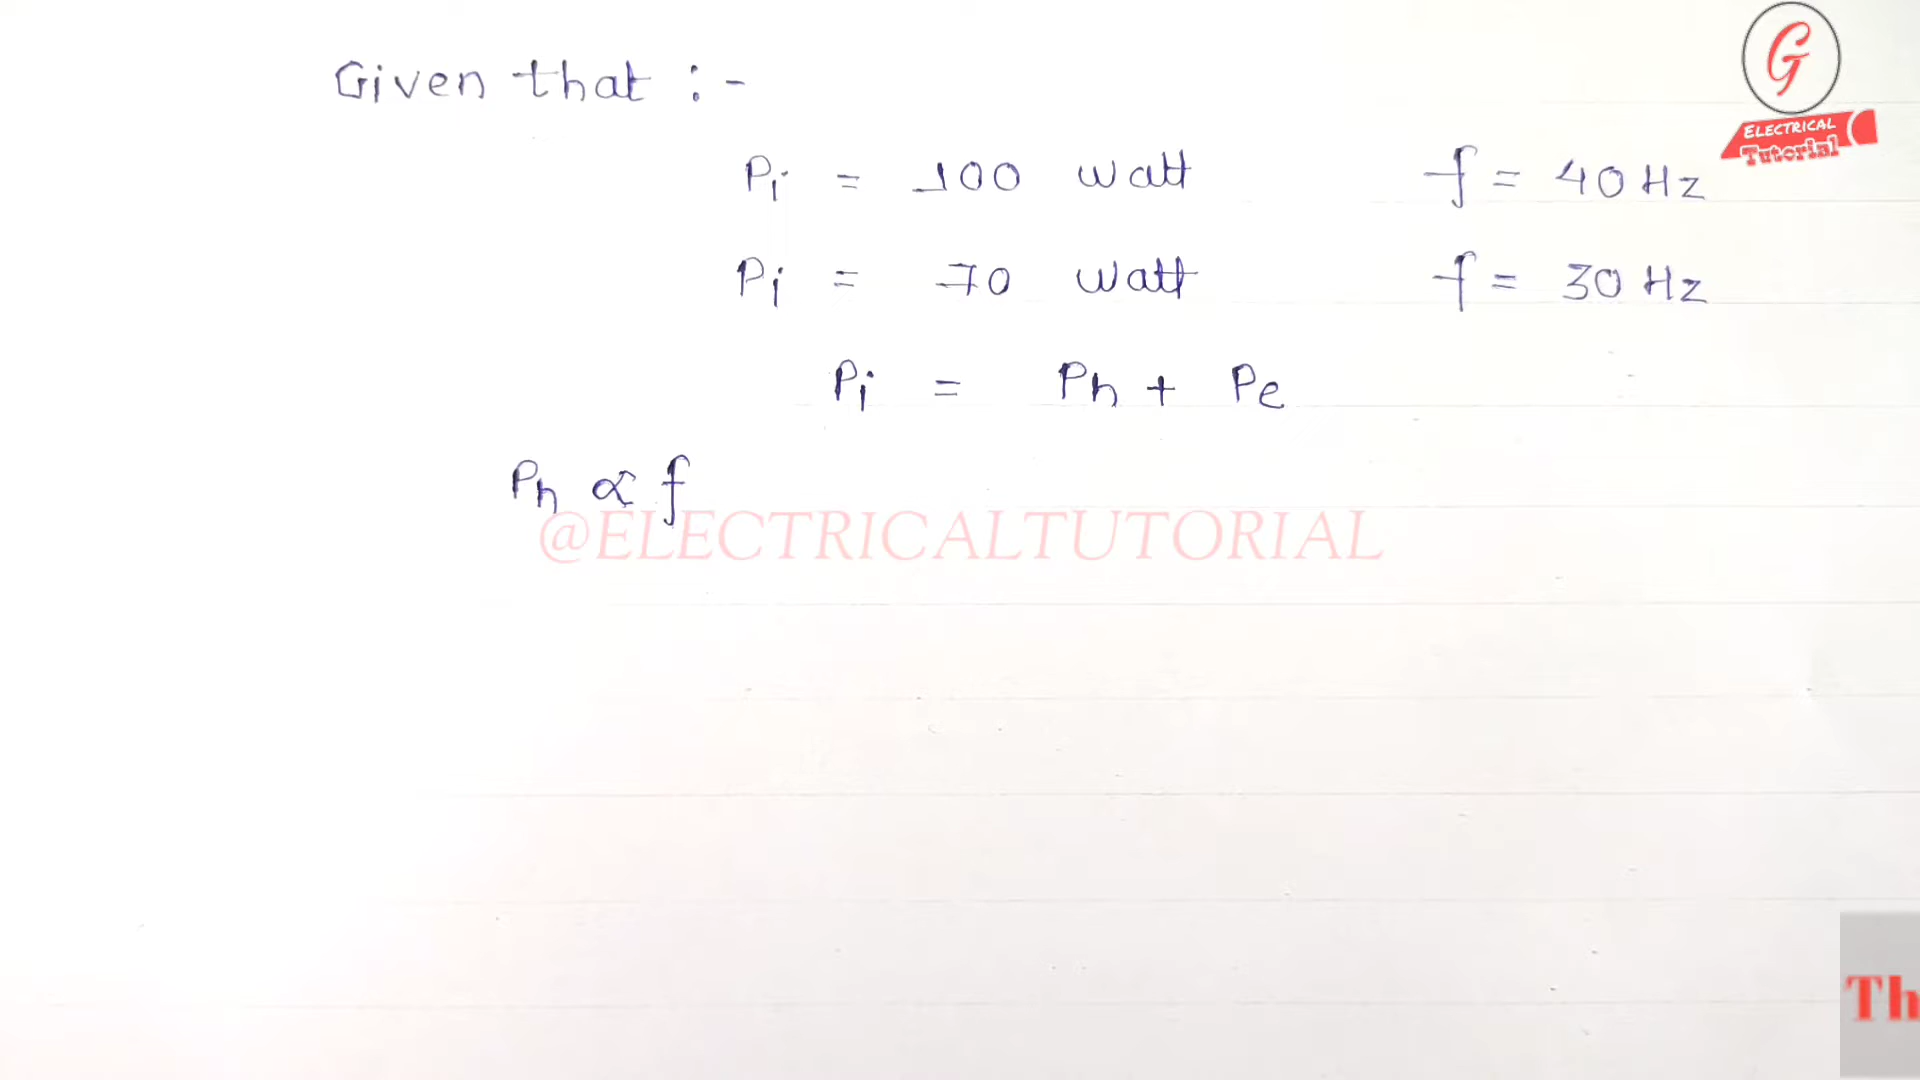 Given that :-
G
ELECTRICAL
Tutorial
Pi = 100 watt f = 40 Hz
Pi = 70 watt f = 30 Hz
Pi = Ph + Pe
Ph ∝ f
@ELECTRICALTUTORIAL
Th